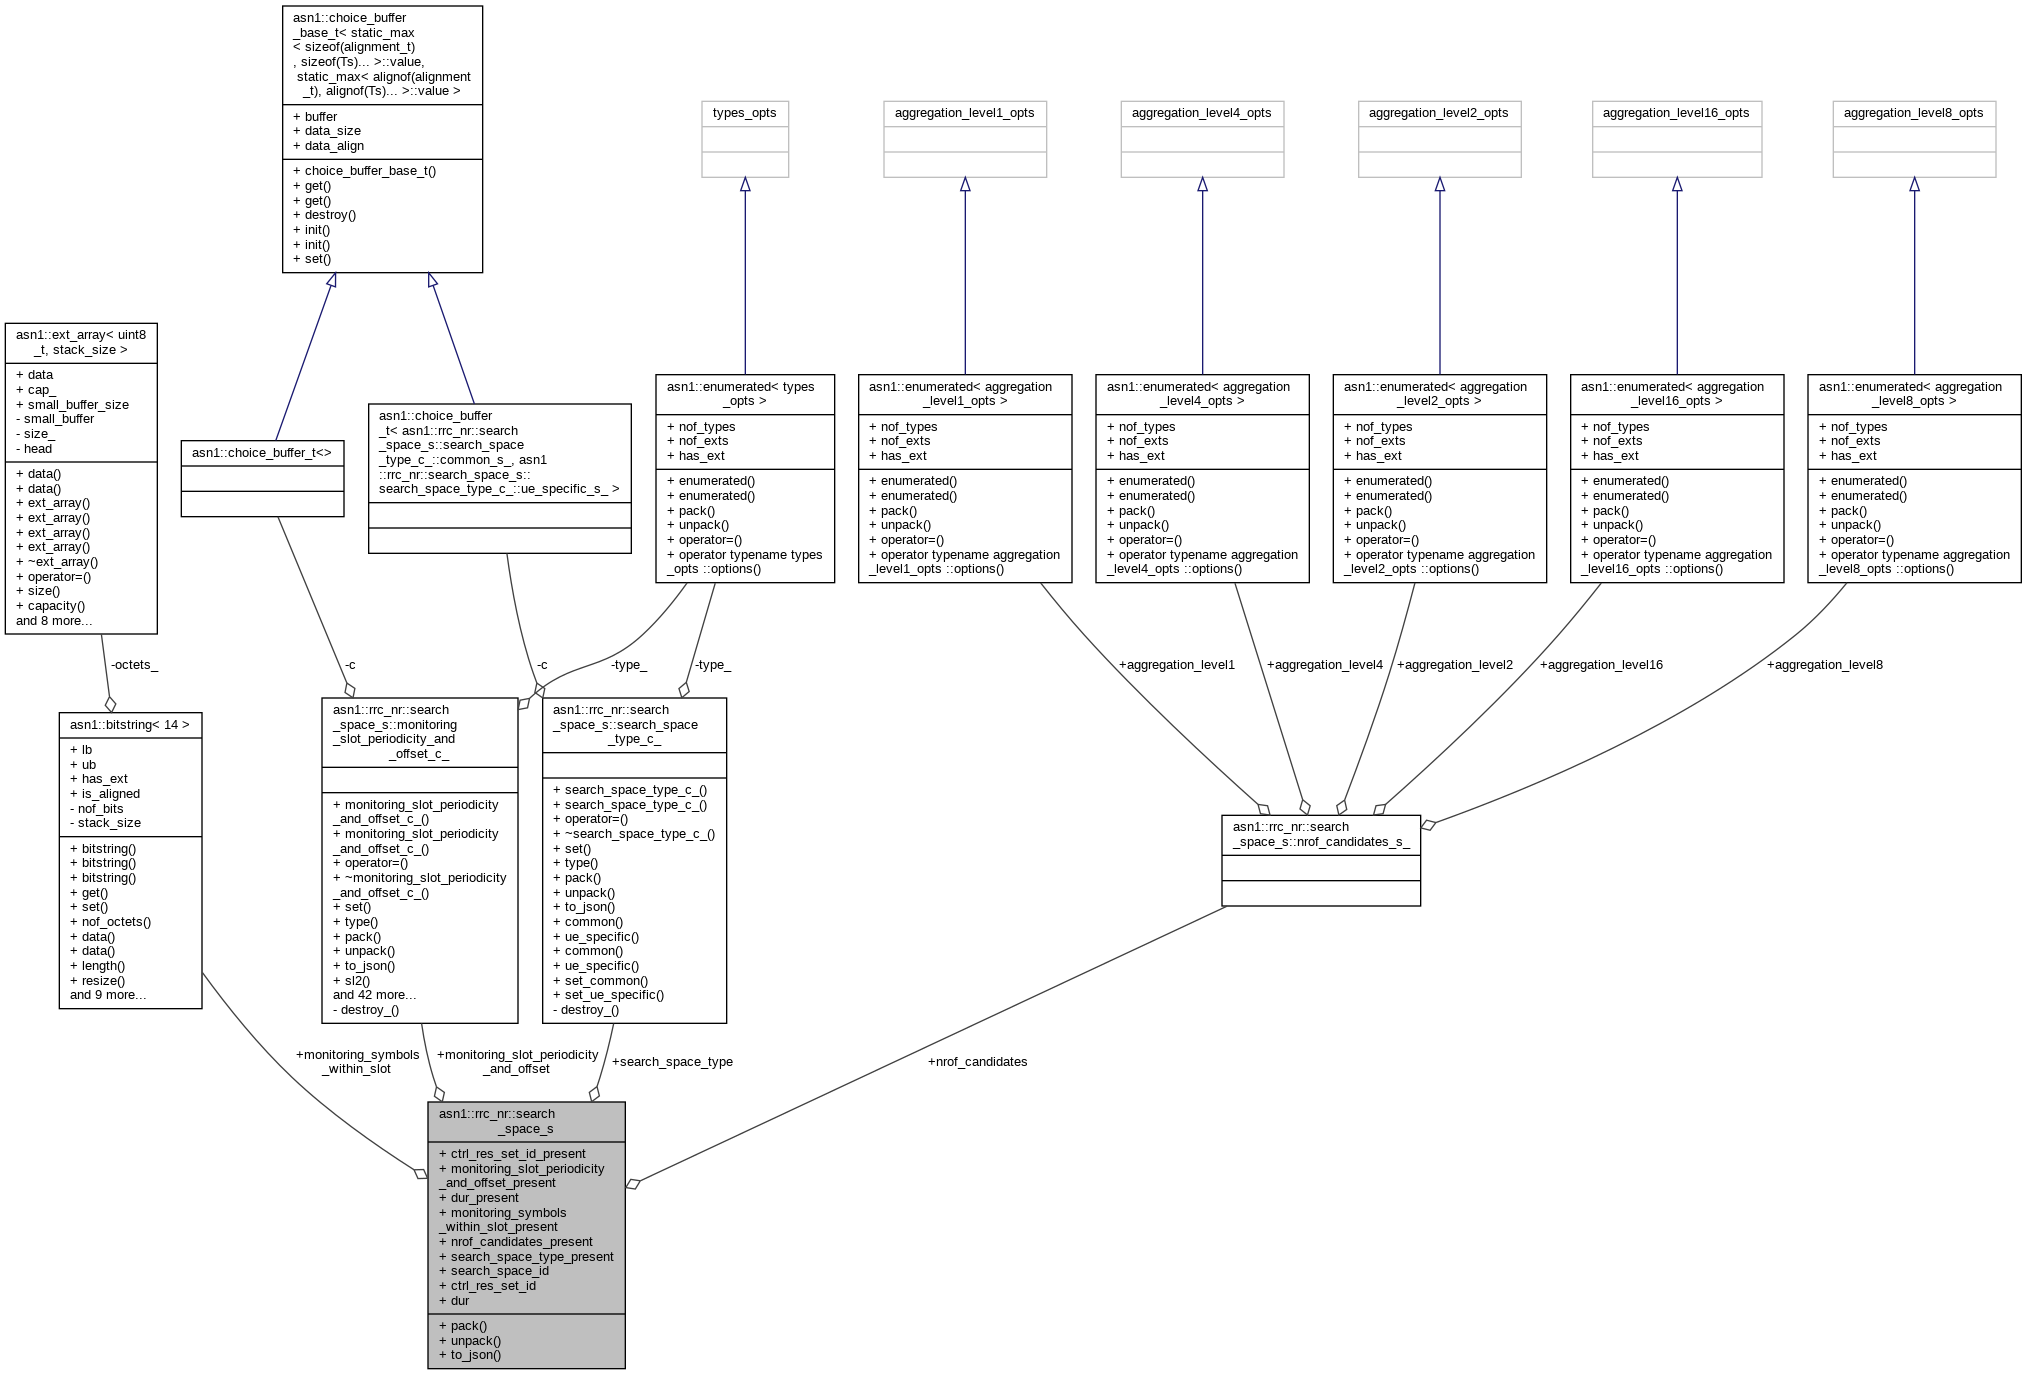 asn1::choice_buffer
_base_t< static_max
< sizeof(alignment_t)
, sizeof(Ts)... >::value,
static_max< alignof(alignment
_t), alignof(Ts)... >::value >
+ buffer
+ data_size
+ data_align
+ choice_buffer_base_t()
+ get()
+ get()
+ destroy()
+ init()
+ init()
+ set()
types_opts
aggregation_level1_opts
aggregation_level4_opts
aggregation_level2_opts
aggregation_level16_opts
aggregation_level8_opts
asn1::ext_array< uint8
_t, stack_size >
+ data
+ cap_
+ small_buffer_size
- small_buffer
- size_
- head
+ data()
+ data()
+ ext_array()
+ ext_array()
+ ext_array()
+ ext_array()
+ ~ext_array()
+ operator=()
+ size()
+ capacity()
and 8 more...
asn1::choice_buffer_t<>
asn1::choice_buffer
_t< asn1::rrc_nr::search
_space_s::search_space
_type_c_::common_s_, asn1
::rrc_nr::search_space_s::
search_space_type_c_::ue_specific_s_ >
asn1::enumerated< types
_opts >
+ nof_types
+ nof_exts
+ has_ext
+ enumerated()
+ enumerated()
+ pack()
+ unpack()
+ operator=()
+ operator typename types
_opts ::options()
asn1::enumerated< aggregation
_level1_opts >
+ nof_types
+ nof_exts
+ has_ext
+ enumerated()
+ enumerated()
+ pack()
+ unpack()
+ operator=()
+ operator typename aggregation
_level1_opts ::options()
asn1::enumerated< aggregation
_level4_opts >
+ nof_types
+ nof_exts
+ has_ext
+ enumerated()
+ enumerated()
+ pack()
+ unpack()
+ operator=()
+ operator typename aggregation
_level4_opts ::options()
asn1::enumerated< aggregation
_level2_opts >
+ nof_types
+ nof_exts
+ has_ext
+ enumerated()
+ enumerated()
+ pack()
+ unpack()
+ operator=()
+ operator typename aggregation
_level2_opts ::options()
asn1::enumerated< aggregation
_level16_opts >
+ nof_types
+ nof_exts
+ has_ext
+ enumerated()
+ enumerated()
+ pack()
+ unpack()
+ operator=()
+ operator typename aggregation
_level16_opts ::options()
asn1::enumerated< aggregation
_level8_opts >
+ nof_types
+ nof_exts
+ has_ext
+ enumerated()
+ enumerated()
+ pack()
+ unpack()
+ operator=()
+ operator typename aggregation
_level8_opts ::options()
-octets_
-c
-c
-type_
-type_
+aggregation_level1
+aggregation_level4
+aggregation_level2
+aggregation_level16
+aggregation_level8
asn1::bitstring< 14 >
+ lb
+ ub
+ has_ext
+ is_aligned
- nof_bits
- stack_size
+ bitstring()
+ bitstring()
+ bitstring()
+ get()
+ set()
+ nof_octets()
+ data()
+ data()
+ length()
+ resize()
and 9 more...
asn1::rrc_nr::search
_space_s::monitoring
_slot_periodicity_and
_offset_c_
+ monitoring_slot_periodicity
_and_offset_c_()
+ monitoring_slot_periodicity
_and_offset_c_()
+ operator=()
+ ~monitoring_slot_periodicity
_and_offset_c_()
+ set()
+ type()
+ pack()
+ unpack()
+ to_json()
+ sl2()
and 42 more...
- destroy_()
asn1::rrc_nr::search
_space_s::search_space
_type_c_
+ search_space_type_c_()
+ search_space_type_c_()
+ operator=()
+ ~search_space_type_c_()
+ set()
+ type()
+ pack()
+ unpack()
+ to_json()
+ common()
+ ue_specific()
+ common()
+ ue_specific()
+ set_common()
+ set_ue_specific()
- destroy_()
asn1::rrc_nr::search
_space_s::nrof_candidates_s_
+monitoring_symbols
_within_slot
+monitoring_slot_periodicity
_and_offset
+search_space_type
+nrof_candidates
asn1::rrc_nr::search
_space_s
+ ctrl_res_set_id_present
+ monitoring_slot_periodicity
_and_offset_present
+ dur_present
+ monitoring_symbols
_within_slot_present
+ nrof_candidates_present
+ search_space_type_present
+ search_space_id
+ ctrl_res_set_id
+ dur
+ pack()
+ unpack()
+ to_json()